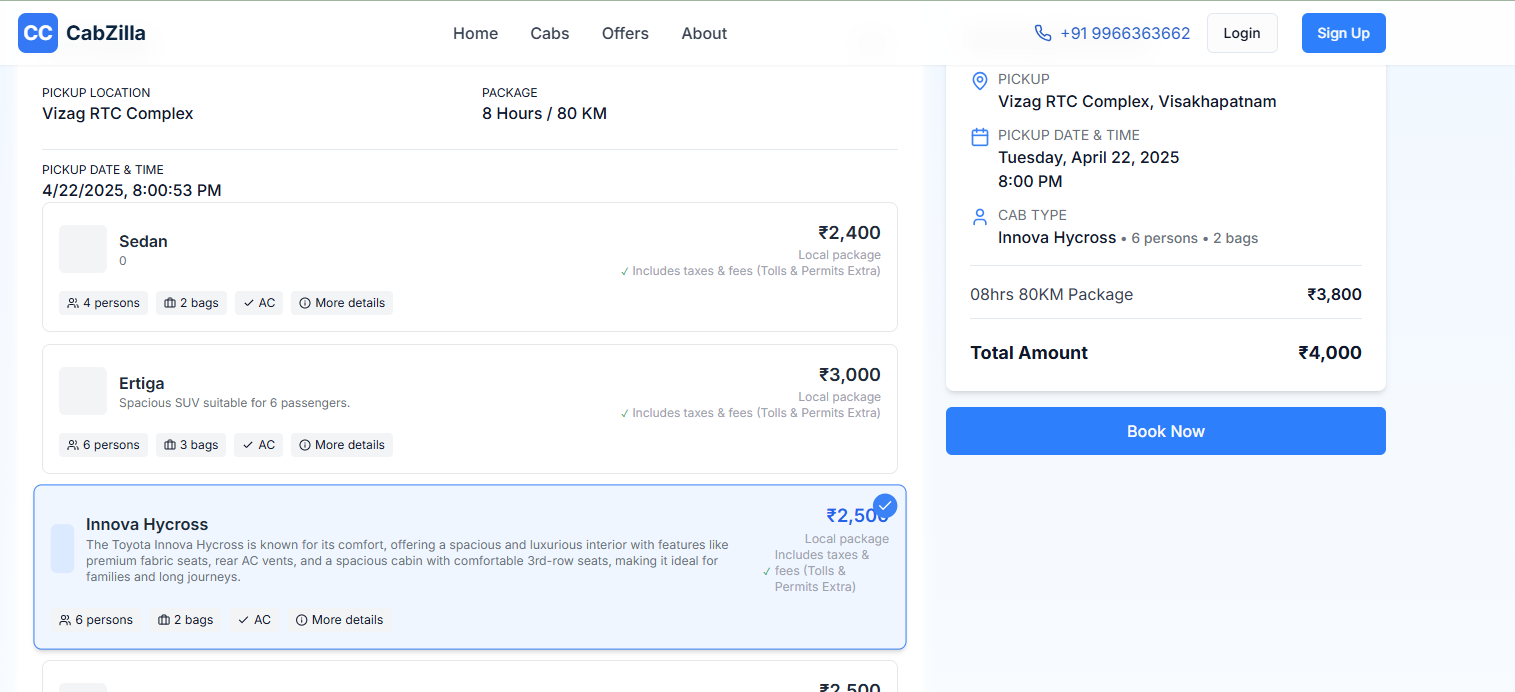 CC CabZilla
Home Cabs Offers About
+91 9966363662 Login Sign Up
PICKUP LOCATION
Vizag RTC Complex
PACKAGE
8 Hours / 80 KM
PICKUP DATE & TIME
4/22/2025, 8:00:53 PM
Sedan
0
₹2,400
Local package
✓ Includes taxes & fees (Tolls & Permits Extra)
4 persons 2 bags AC More details
Ertiga
Spacious SUV suitable for 6 passengers.
₹3,000
Local package
✓ Includes taxes & fees (Tolls & Permits Extra)
6 persons 3 bags AC More details
Innova Hycross
The Toyota Innova Hycross is known for its comfort, offering a spacious and luxurious interior with features like
premium fabric seats, rear AC vents, and a spacious cabin with comfortable 3rd-row seats, making it ideal for
families and long journeys.
₹2,500
Local package
Includes taxes &
✓ fees (Tolls &
Permits Extra)
6 persons 2 bags AC More details
₹2,500
PICKUP
Vizag RTC Complex, Visakhapatnam
PICKUP DATE & TIME
Tuesday, April 22, 2025
8:00 PM
CAB TYPE
Innova Hycross • 6 persons • 2 bags
08hrs 80KM Package ₹3,800
Total Amount ₹4,000
Book Now